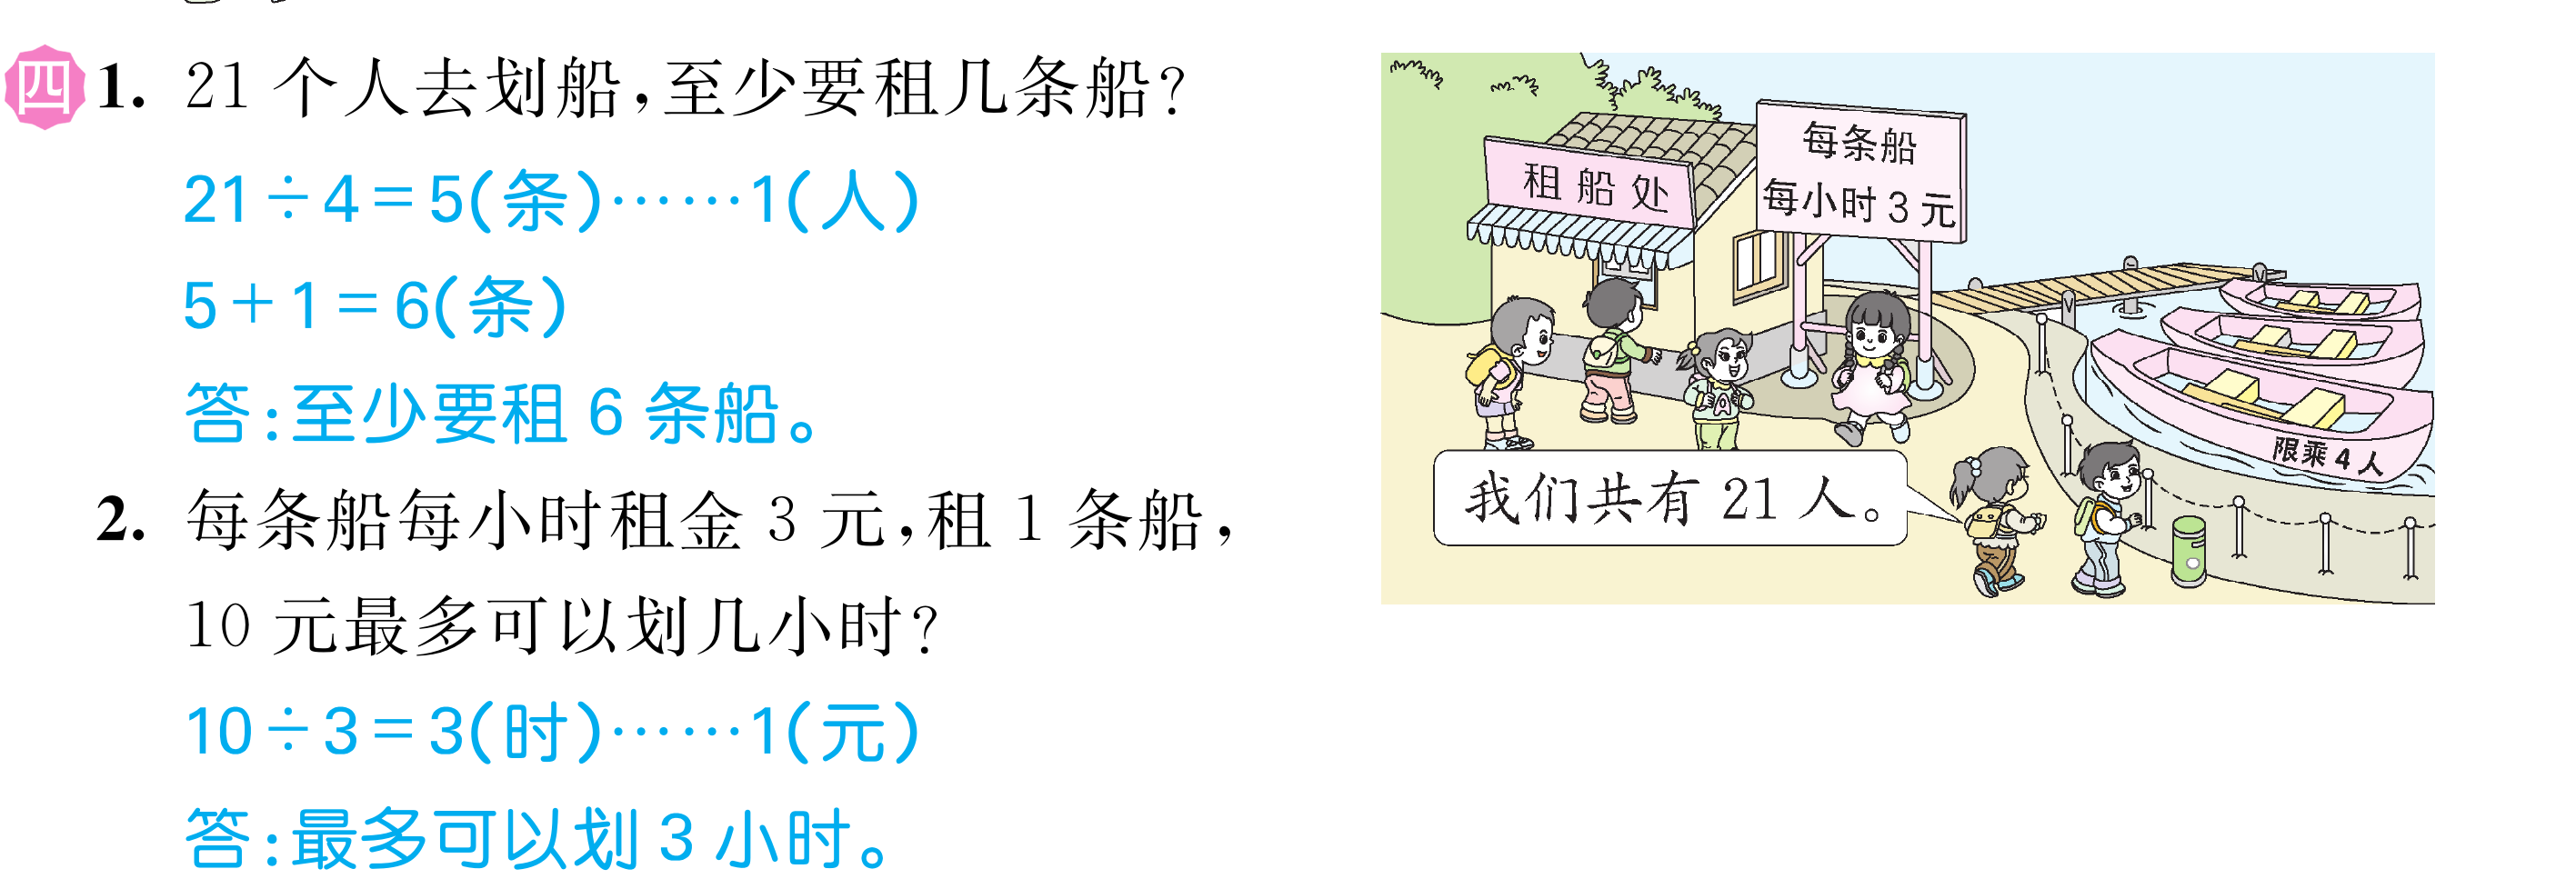 四 1. 21 个人去划船,至少要租几条船?
21÷4=5(条)……1(人)
5+1=6(条)
答:至少要租 6 条船。
2. 每条船每小时租金 3 元,租 1 条船,
10 元最多可以划几小时?
10÷3=3(时)……1(元)
答:最多可以划 3 小时。
租船处
每条船
每小时 3 元
限乘 4 人
我们共有 21 人。